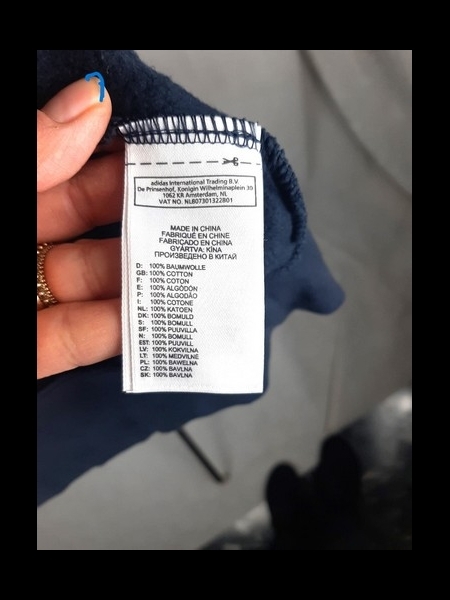 adidas International Trading B.V.
De Prinsenhof, Konigin Wilhelminaplein 30
1062 KR Amsterdam, NL
VAT NO. NL807301322B01
MADE IN CHINA
FABRIQUÉ EN CHINE
FABRICADO EN CHINA
GYÁRTVA: KÍNA
ПРОИЗВЕДЕНО В КИТАЙ
D: 100% BAUMWOLLE
GB: 100% COTTON
F: 100% COTON
E: 100% ALGODÓN
P: 100% ALGODÃO
I: 100% COTONE
NL: 100% KATOEN
DK: 100% BOMULD
S: 100% BOMULL
SF: 100% PUUVILLA
N: 100% BOMULL
EST: 100% PUUVILL
LV: 100% KOKVILNA
LT: 100% MEDVILNĖ
PL: 100% BAWEŁNA
CZ: 100% BAVLNA
SK: 100% BAVLNA